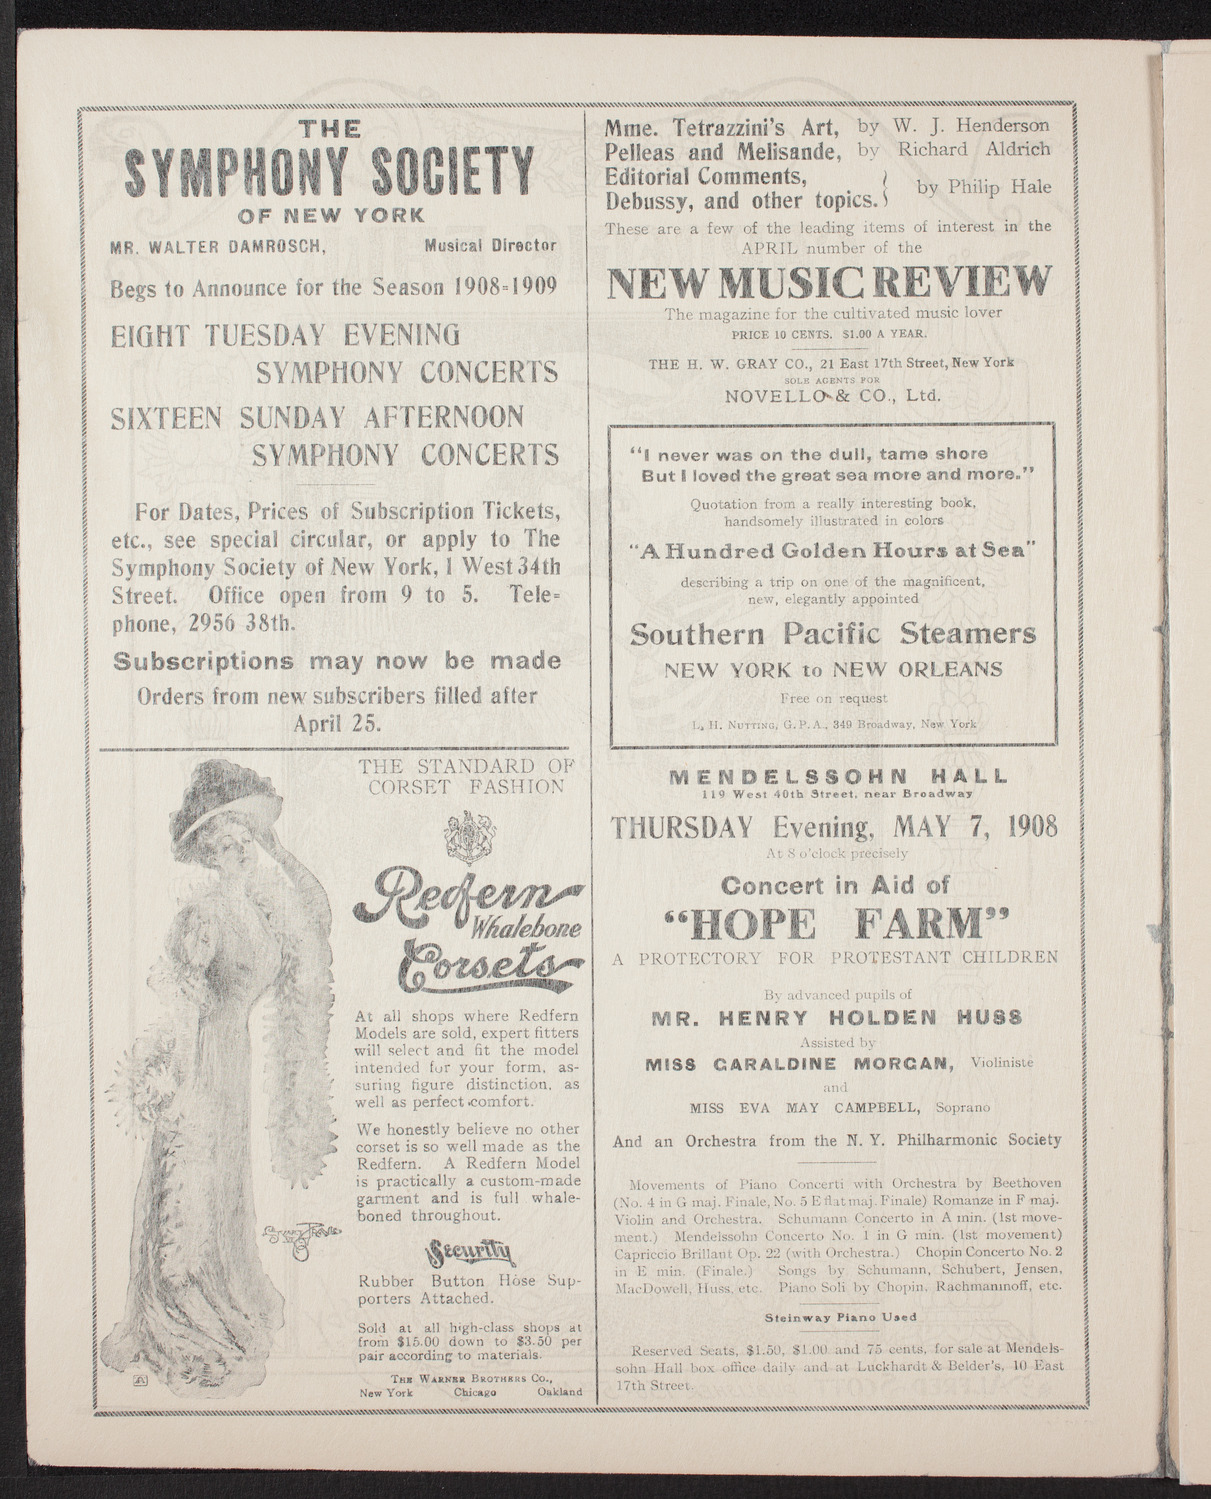 THE
SYMPHONY SOCIETY
OF NEW YORK
MR. WALTER DAMROSCH, Musical Director
Begs to Announce for the Season 1908-1909
EIGHT TUESDAY EVENING
SYMPHONY CONCERTS
SIXTEEN SUNDAY AFTERNOON
SYMPHONY CONCERTS
For Dates, Prices of Subscription Tickets,
etc., see special circular, or apply to The
Symphony Society of New York, 1 West 34th
Street. Office open from 9 to 5. Tele-
phone, 2956 38th.
Subscriptions may now be made
Orders from new subscribers filled after
April 25.
THE STANDARD OF
CORSET FASHION
Redfern
Whalebone
Corsets
At all shops where Redfern
Models are sold, expert fitters
will select and fit the model
intended for your form, as-
suring figure distinction, as
well as perfect comfort.
We honestly believe no other
corset is so well made as the
Redfern. A Redfern Model
is practically a custom-made
garment and is full whale-
boned throughout.
Security
Rubber Button Hose Sup-
porters Attached.
Sold at all high-class shops at
from $15.00 down to $3.50 per
pair according to materials.
THE WARNER BROTHERS CO.,
New York Chicago Oakland
Mme. Tetrazzini's Art, by W. J. Henderson
Pelleas and Melisande, by Richard Aldrich
Editorial Comments,
Debussy, and other topics. } by Philip Hale
These are a few of the leading items of interest in the
APRIL number of the
NEW MUSIC REVIEW
The magazine for the cultivated music lover
PRICE 10 CENTS. $1.00 A YEAR.
THE H. W. GRAY CO., 21 East 17th Street, New York
SOLE AGENTS FOR
NOVELLO & CO., Ltd.
"I never was on the dull, tame shore
But I loved the great sea more and more."
Quotation from a really interesting book,
handsomely illustrated in colors
"A Hundred Golden Hours at Sea"
describing a trip on one of the magnificent,
new, elegantly appointed
Southern Pacific Steamers
NEW YORK to NEW ORLEANS
Free on request
L. H. NUTTING, G. P. A., 349 Broadway, New York
MENDELSSOHN HALL
119 West 40th Street, near Broadway
THURSDAY Evening, MAY 7, 1908
At 8 o'clock precisely
Concert in Aid of
"HOPE FARM"
A PROTECTORY FOR PROTESTANT CHILDREN
By advanced pupils of
MR. HENRY HOLDEN HUSS
Assisted by
MISS GARALDINE MORGAN, Violiniste
and
MISS EVA MAY CAMPBELL, Soprano
And an Orchestra from the N. Y. Philharmonic Society
Movements of Piano Concerti with Orchestra by Beethoven
(No. 4 in G maj. Finale, No. 5 E flat maj. Finale) Romanze in F maj.
Violin and Orchestra. Schumann Concerto in A min. (1st move-
ment.) Mendelssohn Concerto No. 1 in G min. (1st movement)
Capriccio Brillant Op. 22 (with Orchestra.) Chopin Concerto No. 2
in E min. (Finale.) Songs by Schumann, Schubert, Jensen,
MacDowell, Huss, etc. Piano Soli by Chopin, Rachmaninoff, etc.
Steinway Piano Used
Reserved Seats, $1.50, $1.00 and 75 cents, for sale at Mendels-
sohn Hall box office daily and at Luckhardt & Belder's, 10 East
17th Street.